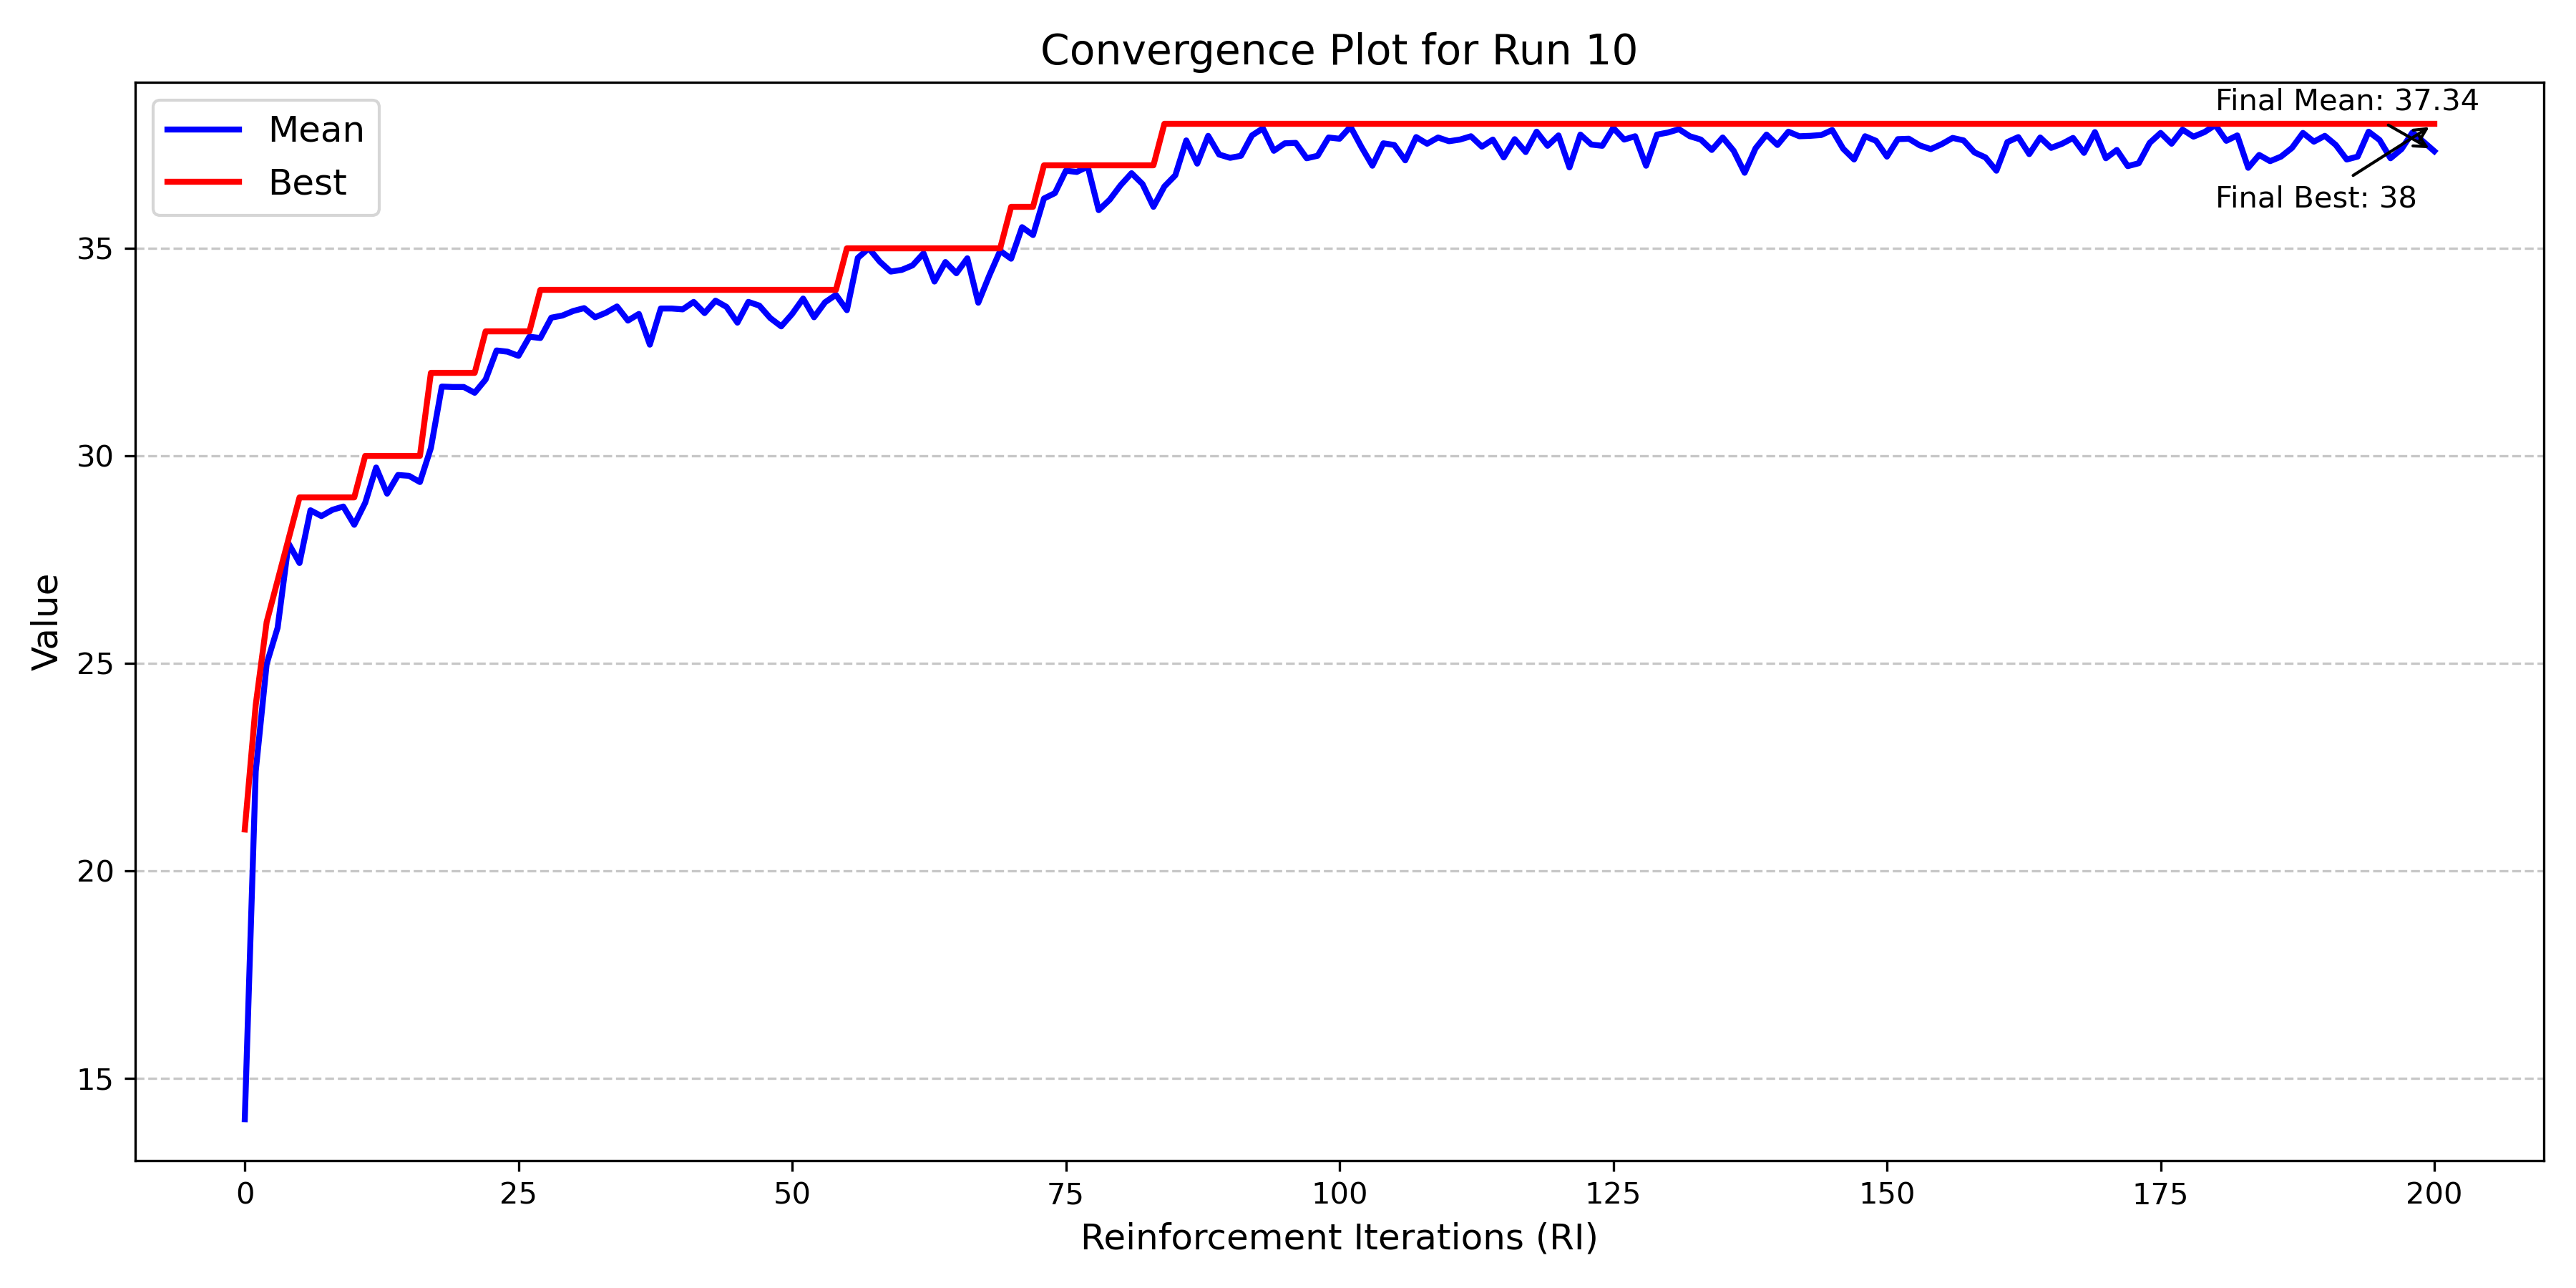 Convergence Plot for Run 10
Mean
Best
Final Mean: 37.34
Final Best: 38
Value
35
30
25
20
15
0 25 50 75 100 125 150 175 200
Reinforcement Iterations (RI)